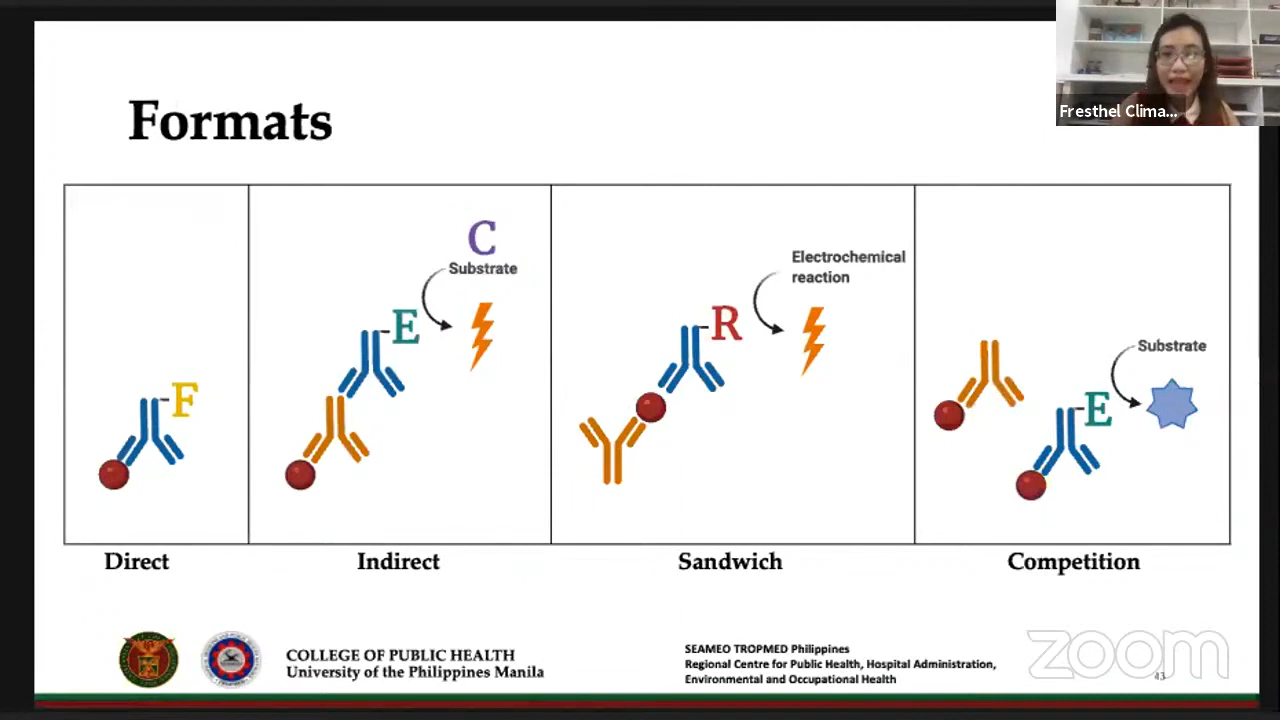 Fresthel Clima...
Formats
C
Substrate
E
F
Electrochemical
reaction
R
Substrate
E
Direct
Indirect
Sandwich
Competition
COLLEGE OF PUBLIC HEALTH
University of the Philippines Manila
SEAMEO TROPMED Philippines
Regional Centre for Public Health, Hospital Administration,
Environmental and Occupational Health
zoom
43